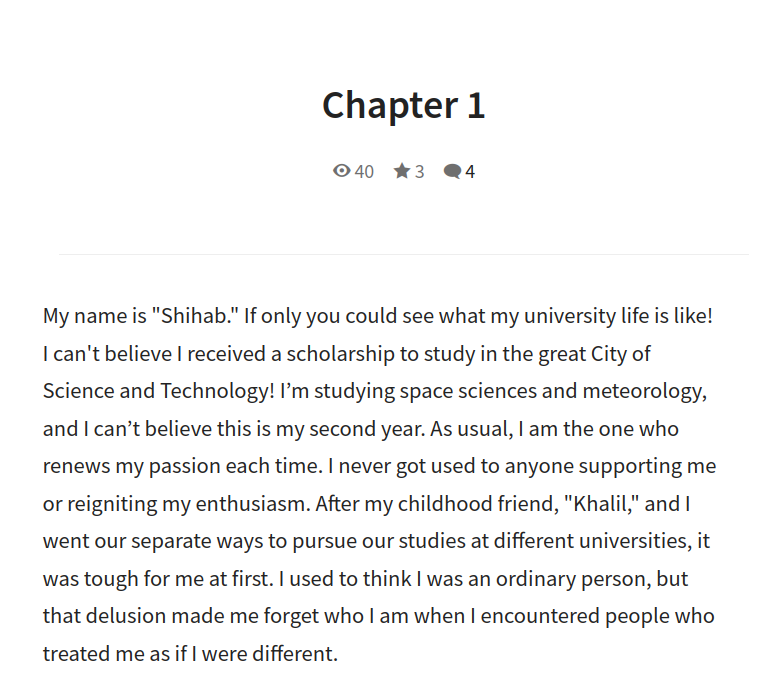 Chapter 1
40 3 4
My name is "Shihab." If only you could see what my university life is like!
I can't believe I received a scholarship to study in the great City of
Science and Technology! I’m studying space sciences and meteorology,
and I can’t believe this is my second year. As usual, I am the one who
renews my passion each time. I never got used to anyone supporting me
or reigniting my enthusiasm. After my childhood friend, "Khalil," and I
went our separate ways to pursue our studies at different universities, it
was tough for me at first. I used to think I was an ordinary person, but
that delusion made me forget who I am when I encountered people who
treated me as if I were different.